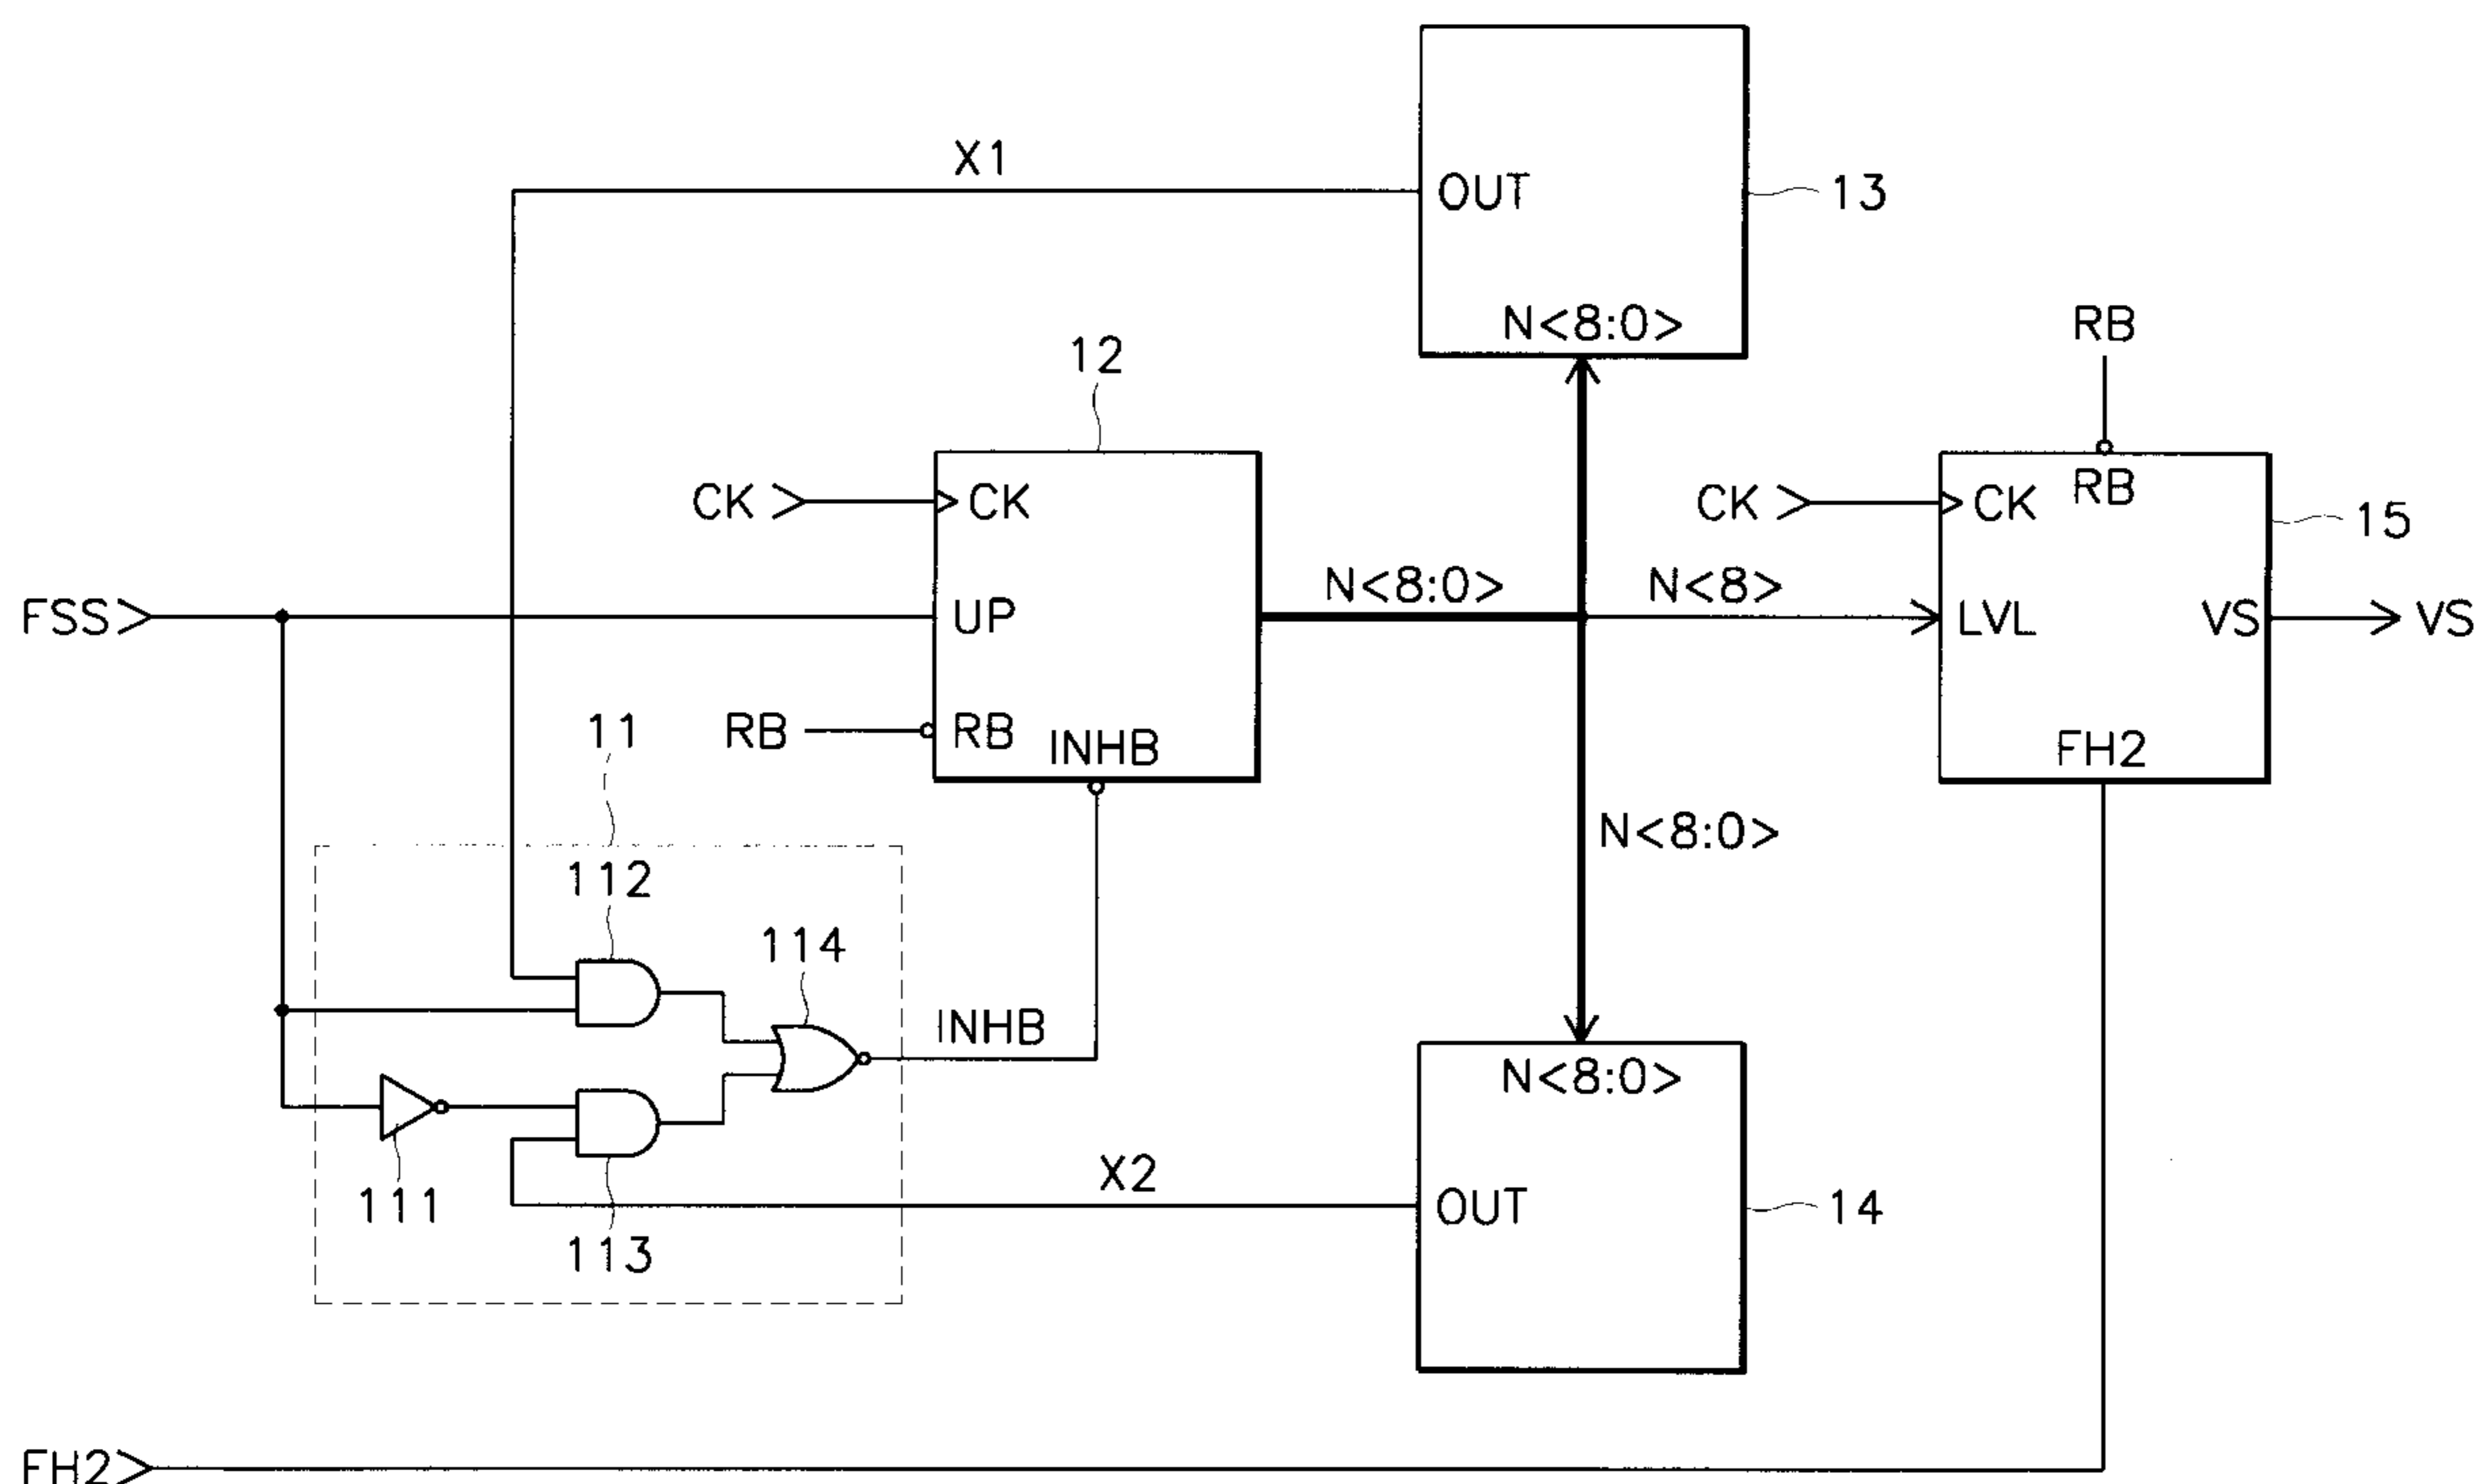 X1
OUT
13
N<8:0>
RB
12
CK
CK
CK
CK
RB
15
N<8:0>
N<8>
FSS
UP
LVL
VS
VS
RB
RB
INHB
FH2
11
N<8:0>
112
114
INHB
N<8:0>
X2
111
OUT
14
113
FH2